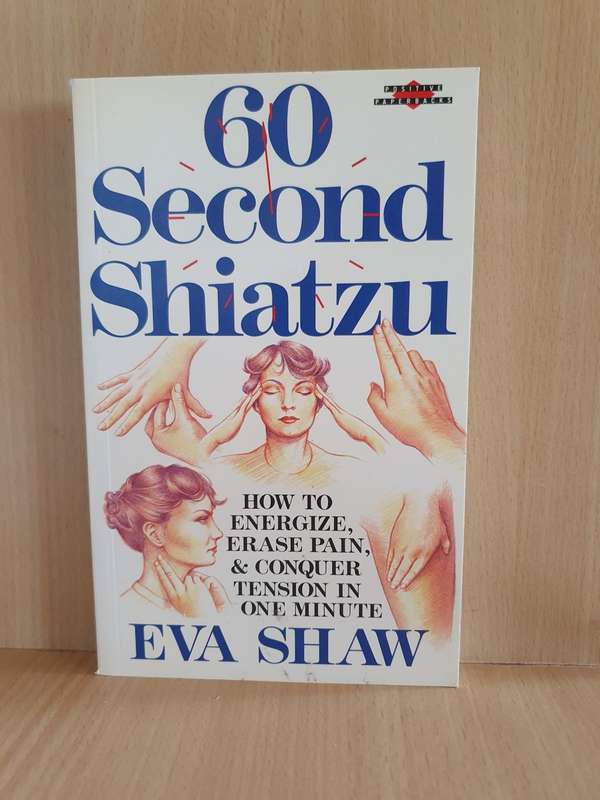 POSITIVE
PAPERBACKS
60
Second
Shiatzu
HOW TO
ENERGIZE,
ERASE PAIN,
& CONQUER
TENSION IN
ONE MINUTE
EVA SHAW